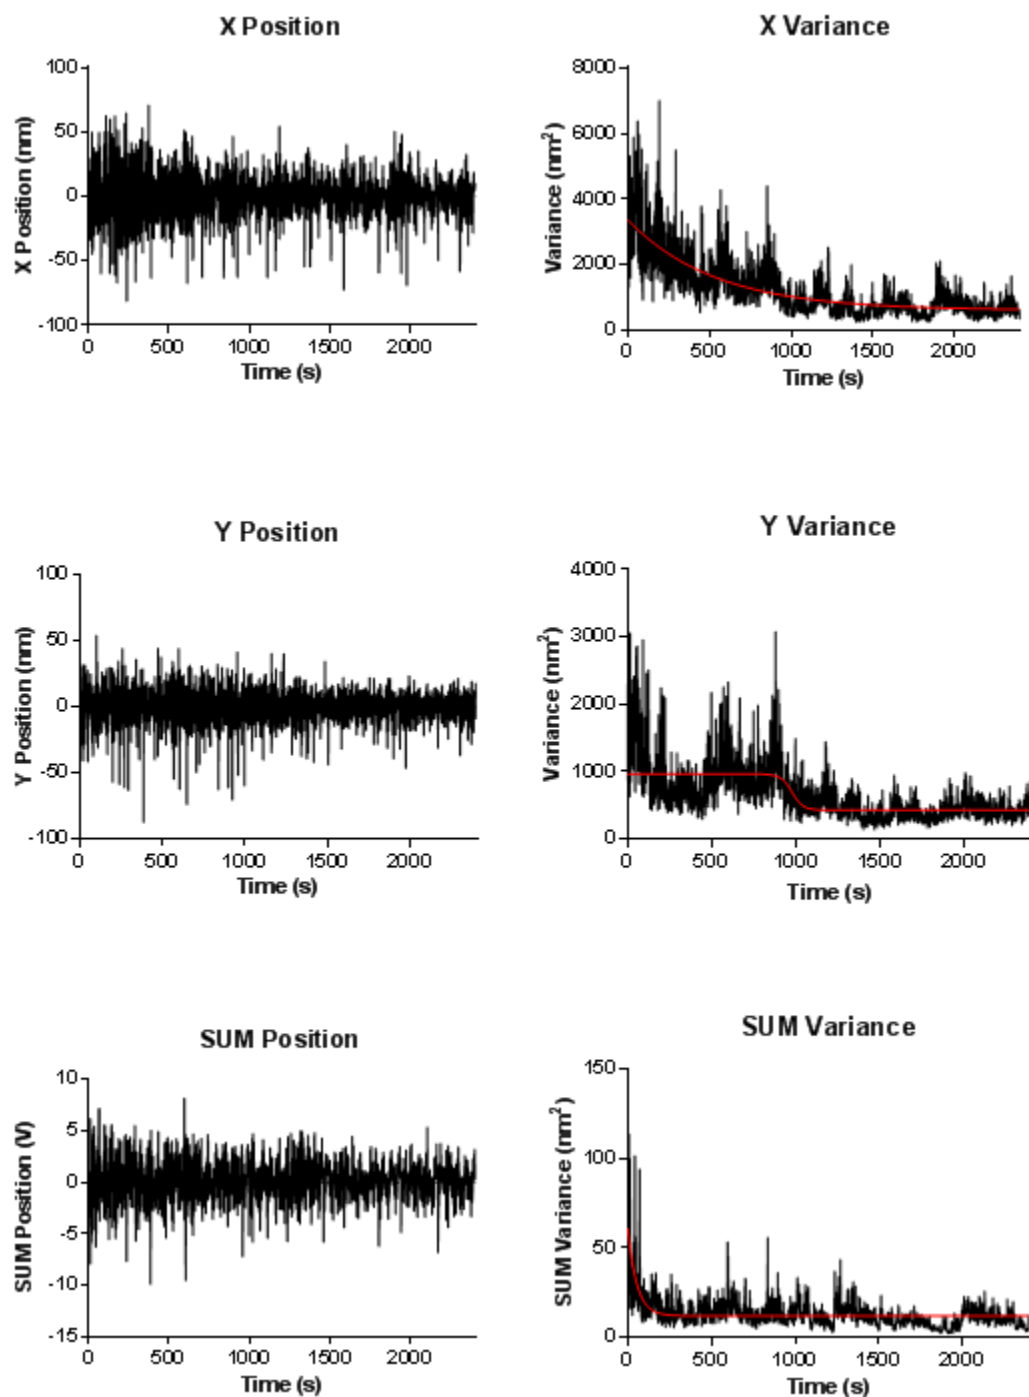 X Position
X Position (nm)
100
50
0
-50
-100
0 500 1000 1500 2000
Time (s)
X Variance
Variance (nm²)
8000
6000
4000
2000
0
0 500 1000 1500 2000
Time (s)
Y Position
Y Position (nm)
100
50
0
-50
-100
0 500 1000 1500 2000
Time (s)
Y Variance
Variance (nm²)
4000
3000
2000
1000
0
0 500 1000 1500 2000
Time (s)
SUM Position
SUM Position (V)
10
5
0
-5
-10
-15
0 500 1000 1500 2000
Time (s)
SUM Variance
SUM Variance (nm²)
150
100
50
0
0 500 1000 1500 2000
Time (s)